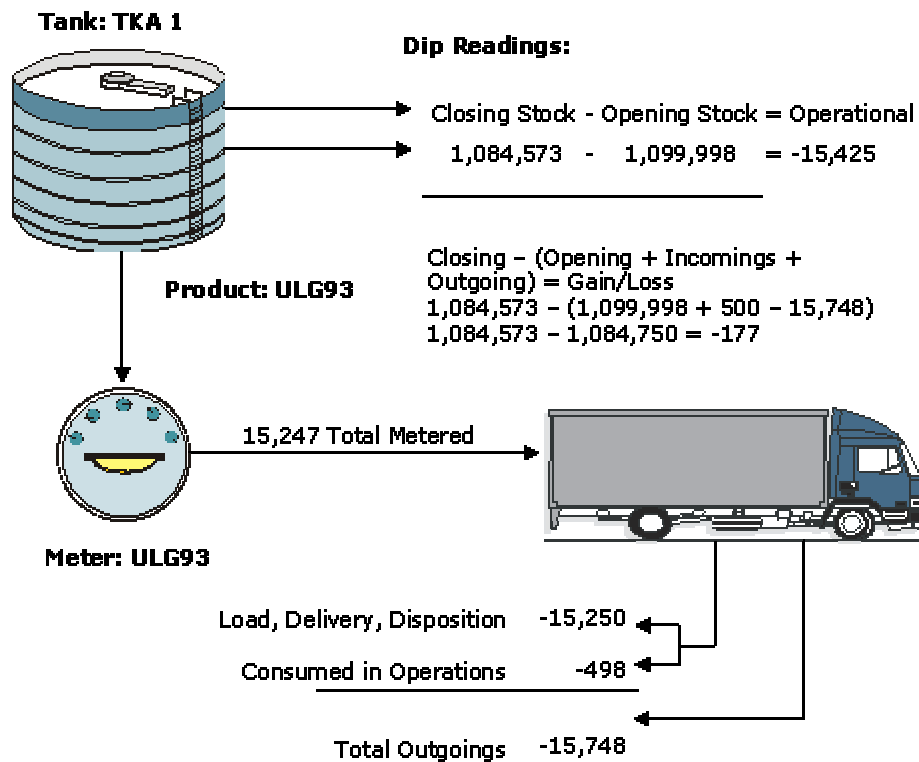 Tank: TKA 1
Dip Readings:
Closing Stock - Opening Stock = Operational
1,084,573 - 1,099,998 = -15,425
Closing – (Opening + Incomings +
Outgoing) = Gain/Loss
1,084,573 – (1,099,998 + 500 – 15,748)
1,084,573 – 1,084,750 = -177
Product: ULG93
15,247 Total Metered
Meter: ULG93
Load, Delivery, Disposition -15,250
Consumed in Operations -498
Total Outgoings -15,748